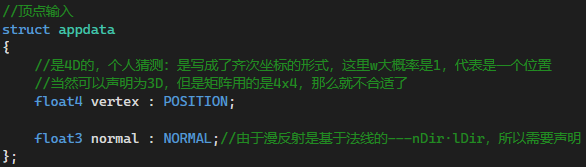 //顶点输入
struct appdata
{
//是4D的，个人猜测：是写成了齐次坐标的形式，这里w大概率是1，代表是一个位置
//当然可以声明为3D，但是矩阵用的是4x4，那么就不合适了
float4 vertex : POSITION;
float3 normal : NORMAL;//由于漫反射是基于法线的---nDir·lDir，所以需要声明
};